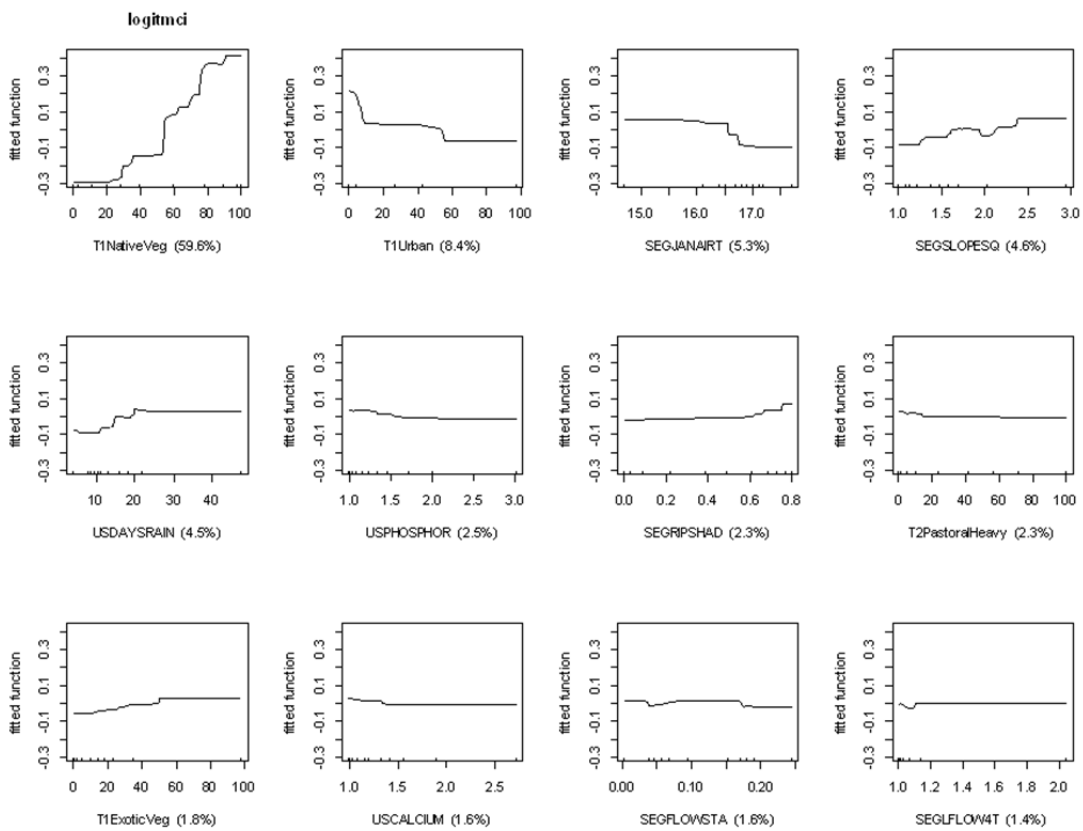 logitmci
fitted function
0.3
0.1
-0.1
-0.3
0 20 40 60 80 100
T1NativeVeg (59.6%)
fitted function
0.3
0.1
-0.1
-0.3
0 20 40 60 80 100
T1Urban (8.4%)
fitted function
0.3
0.1
-0.1
-0.3
15.0 16.0 17.0
SEGJANAIRT (5.3%)
fitted function
0.3
0.1
-0.1
-0.3
1.0 1.5 2.0 2.5 3.0
SEGSLOPESQ (4.6%)
fitted function
0.3
0.1
-0.1
-0.3
10 20 30 40
USDAYSRAIN (4.5%)
fitted function
0.3
0.1
-0.1
-0.3
1.0 1.5 2.0 2.5 3.0
USPHOSPHOR (2.5%)
fitted function
0.3
0.1
-0.1
-0.3
0.0 0.2 0.4 0.6 0.8
SEGRIPSHAD (2.3%)
fitted function
0.3
0.1
-0.1
-0.3
0 20 40 60 80 100
T2PastoralHeavy (2.3%)
fitted function
0.3
0.1
-0.1
-0.3
0 20 40 60 80 100
T1ExoticVeg (1.8%)
fitted function
0.3
0.1
-0.1
-0.3
1.0 1.5 2.0 2.5
USCALCIUM (1.6%)
fitted function
0.3
0.1
-0.1
-0.3
0.00 0.10 0.20
SEGFLOWSTA (1.6%)
fitted function
0.3
0.1
-0.1
-0.3
1.0 1.2 1.4 1.6 1.8 2.0
SEGLFLOW4T (1.4%)